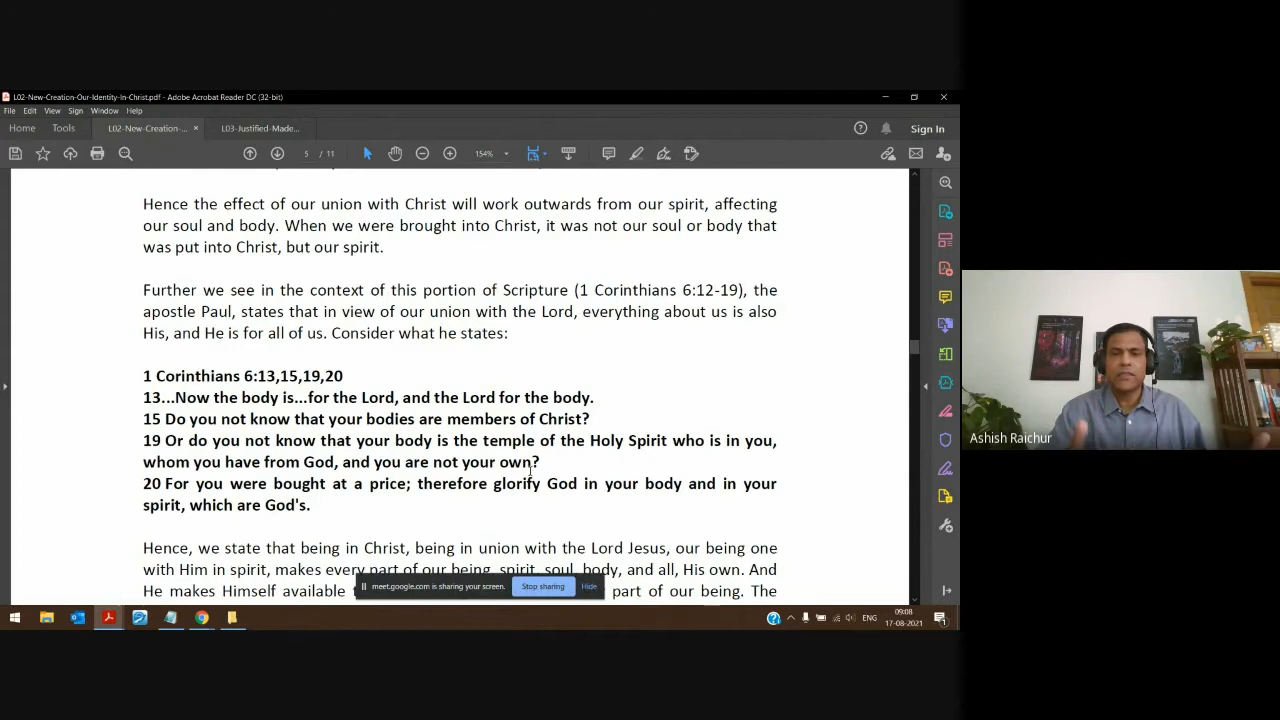 L02-New-Creation-Our-Identity-In-Christ.pdf - Adobe Acrobat Reader DC (32-bit)
File Edit View Sign Window Help
Home Tools L02-New-Creation-... × L03-Justified-Made... Sign In
5 / 11 154%
Hence the effect of our union with Christ will work outwards from our spirit, affecting
our soul and body. When we were brought into Christ, it was not our soul or body that
was put into Christ, but our spirit.
Further we see in the context of this portion of Scripture (1 Corinthians 6:12-19), the
apostle Paul, states that in view of our union with the Lord, everything about us is also
His, and He is for all of us. Consider what he states:
1 Corinthians 6:13,15,19,20
13...Now the body is...for the Lord, and the Lord for the body.
15 Do you not know that your bodies are members of Christ?
19 Or do you not know that your body is the temple of the Holy Spirit who is in you,
whom you have from God, and you are not your own?
20 For you were bought at a price; therefore glorify God in your body and in your
spirit, which are God's.
Hence, we state that being in Christ, being in union with the Lord Jesus, our being one
with Him in spirit, makes every part of our being, spirit, soul, body, and all, His own. And
He makes Himself available part of our being. The
meet.google.com is sharing your screen. Stop sharing Hide
ENG 09:08
17-08-2021
Ashish Raichur